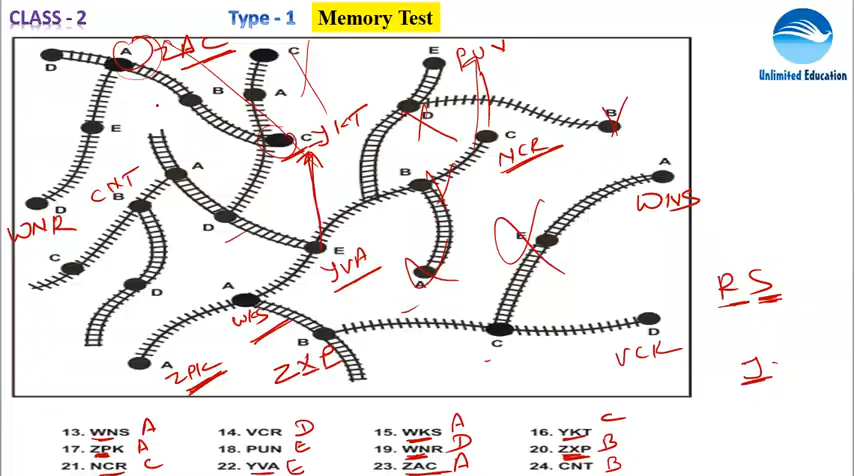 CLASS - 2
Type - 1
Memory Test
Unlimited Education
D
A
ZAC
C
E
PUV
B
A
D
B
C
YKT
C
NCR
E
A
B
A
WNS
D
CNT
B
WNR
D
E
E
YVA
C
D
A
RS
A
WKS
B
C
D
A
ZPK
ZXP
VCK
13. WNS A
14. VCR D
15. WKS A
16. YKT C
17. ZPK A
18. PUN E
19. WNR D
20. ZXP B
21. NCR C
22. YVA E
23. ZAC A
24. CNT B